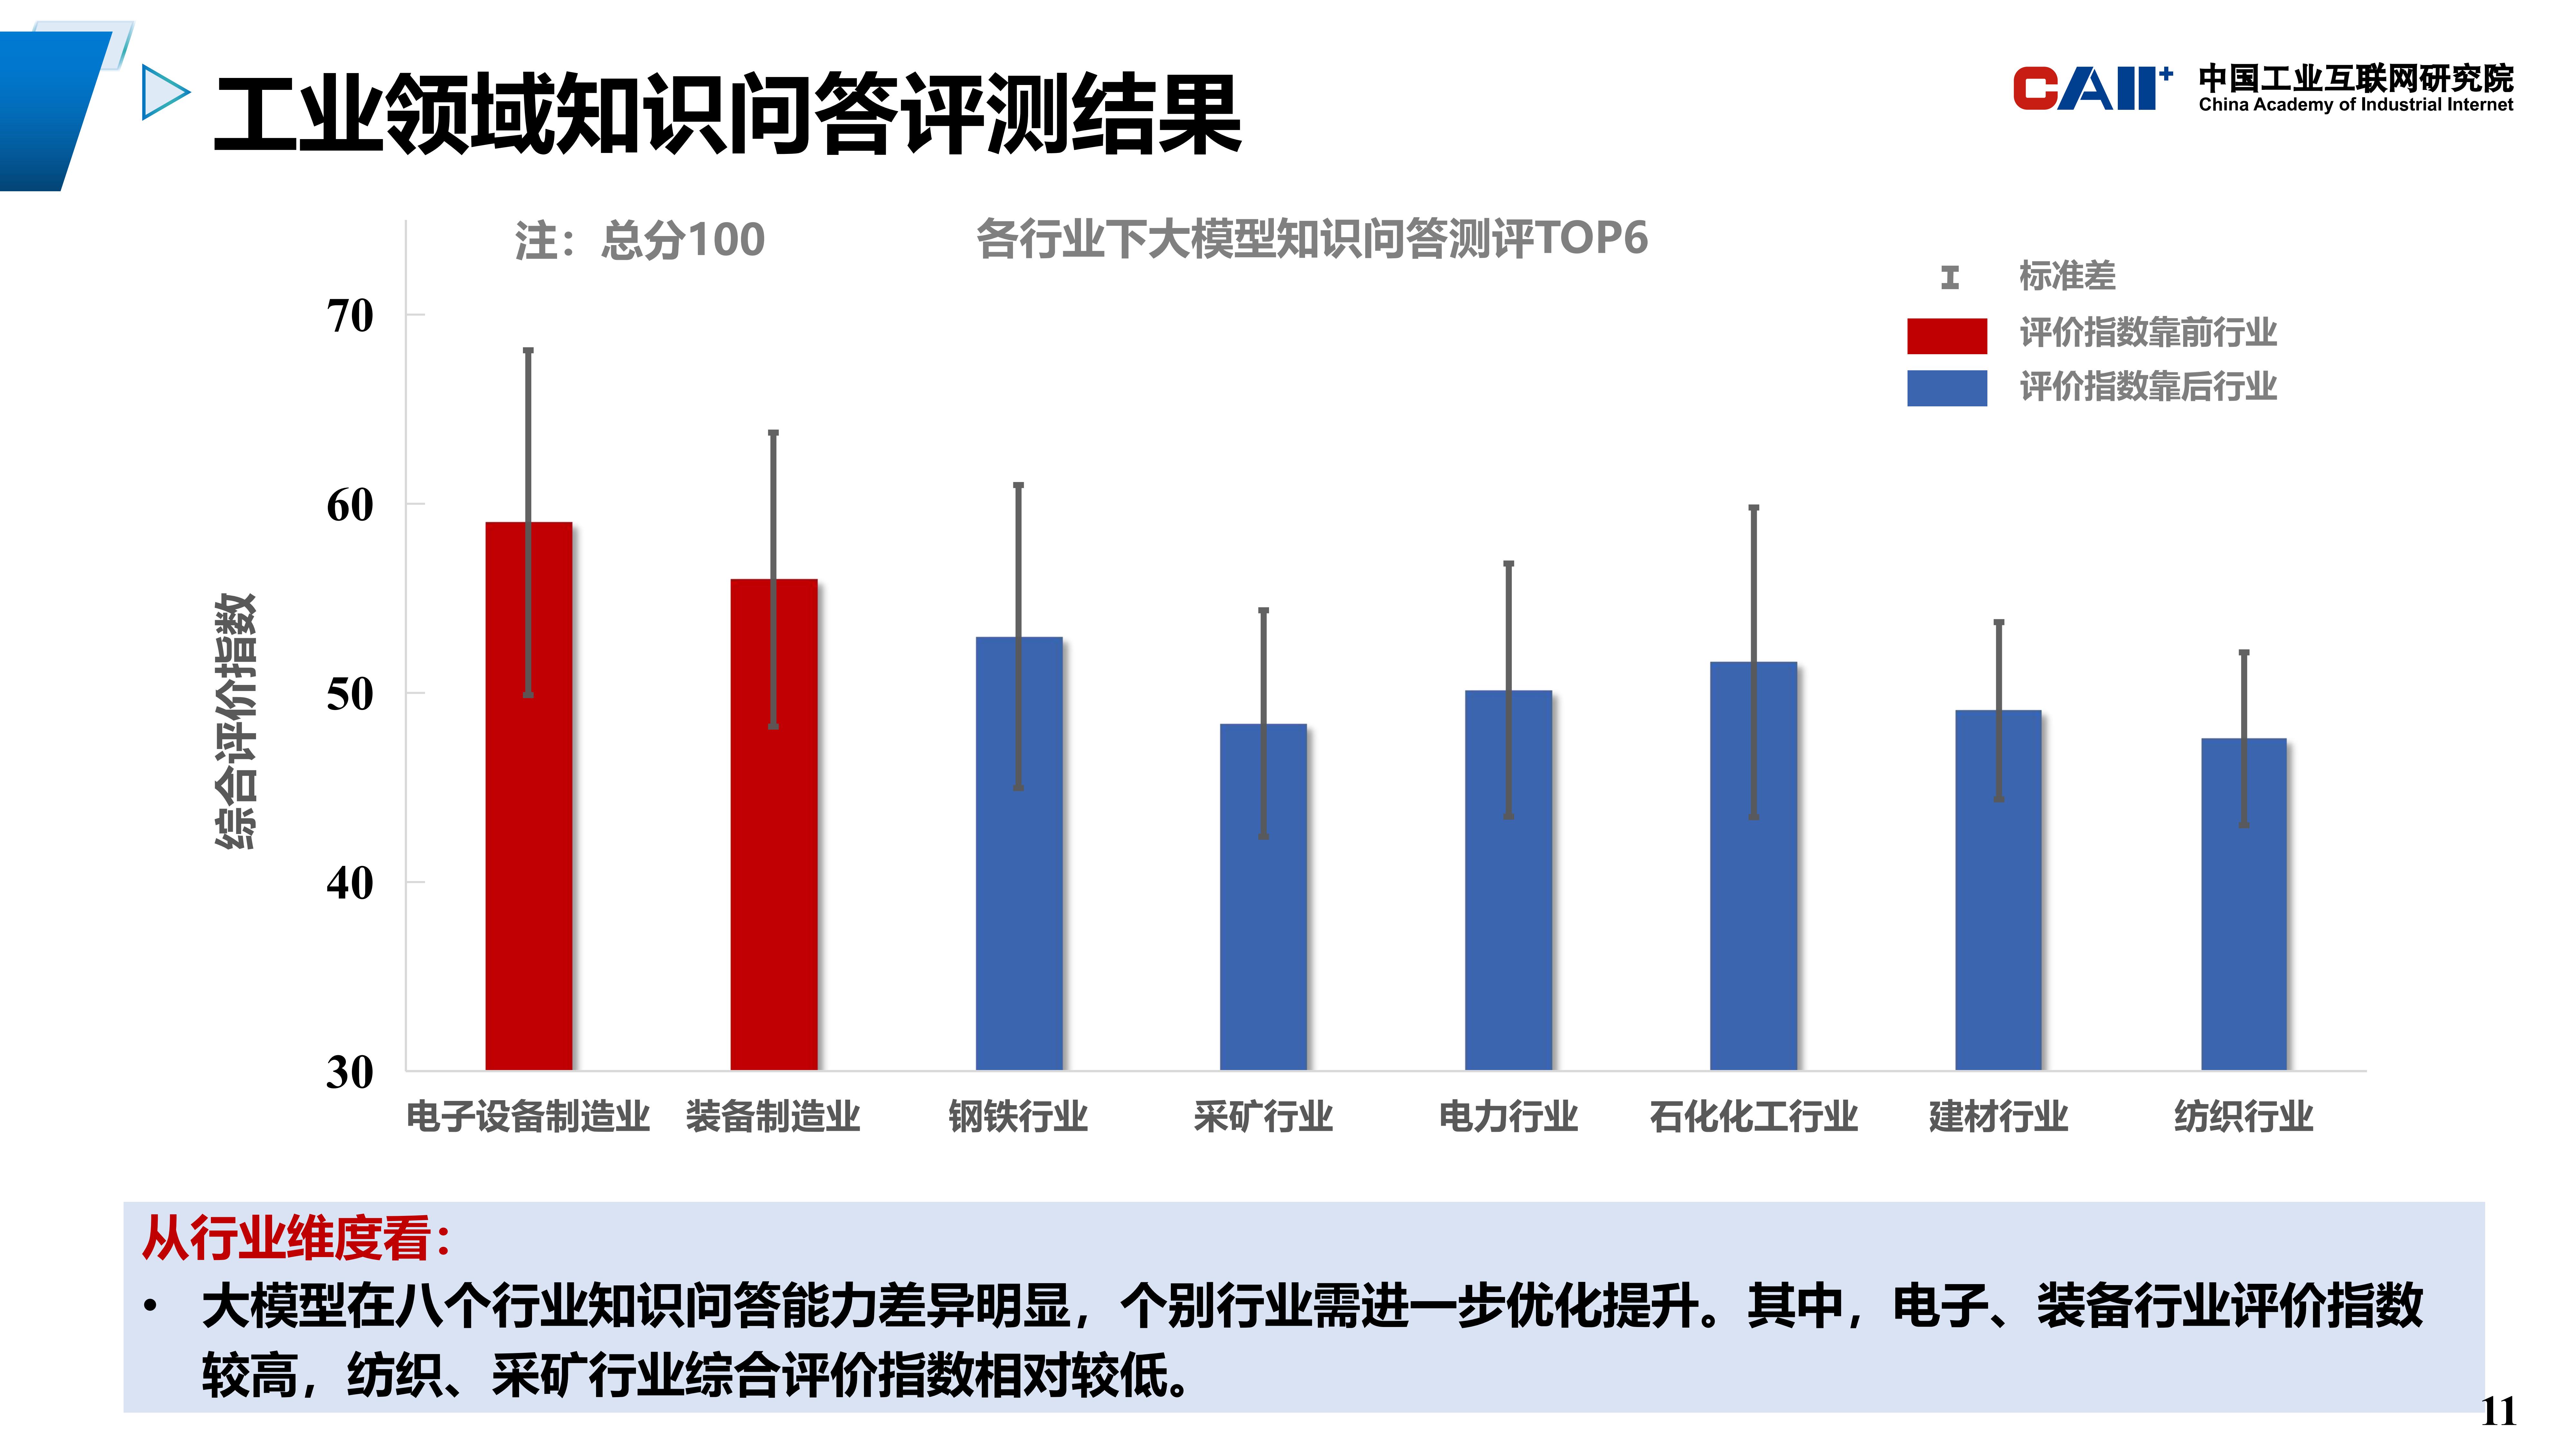 工业领域知识问答评测结果
CAII+ 中国工业互联网研究院
China Academy of Industrial Internet
注：总分100
各行业下大模型知识问答测评TOP6
标准差
评价指数靠前行业
评价指数靠后行业
综合评价指数
70
60
50
40
30
电子设备制造业 装备制造业 钢铁行业 采矿行业 电力行业 石化化工行业 建材行业 纺织行业
从行业维度看：
• 大模型在八个行业知识问答能力差异明显，个别行业需进一步优化提升。其中，电子、装备行业评价指数
较高，纺织、采矿行业综合评价指数相对较低。
11